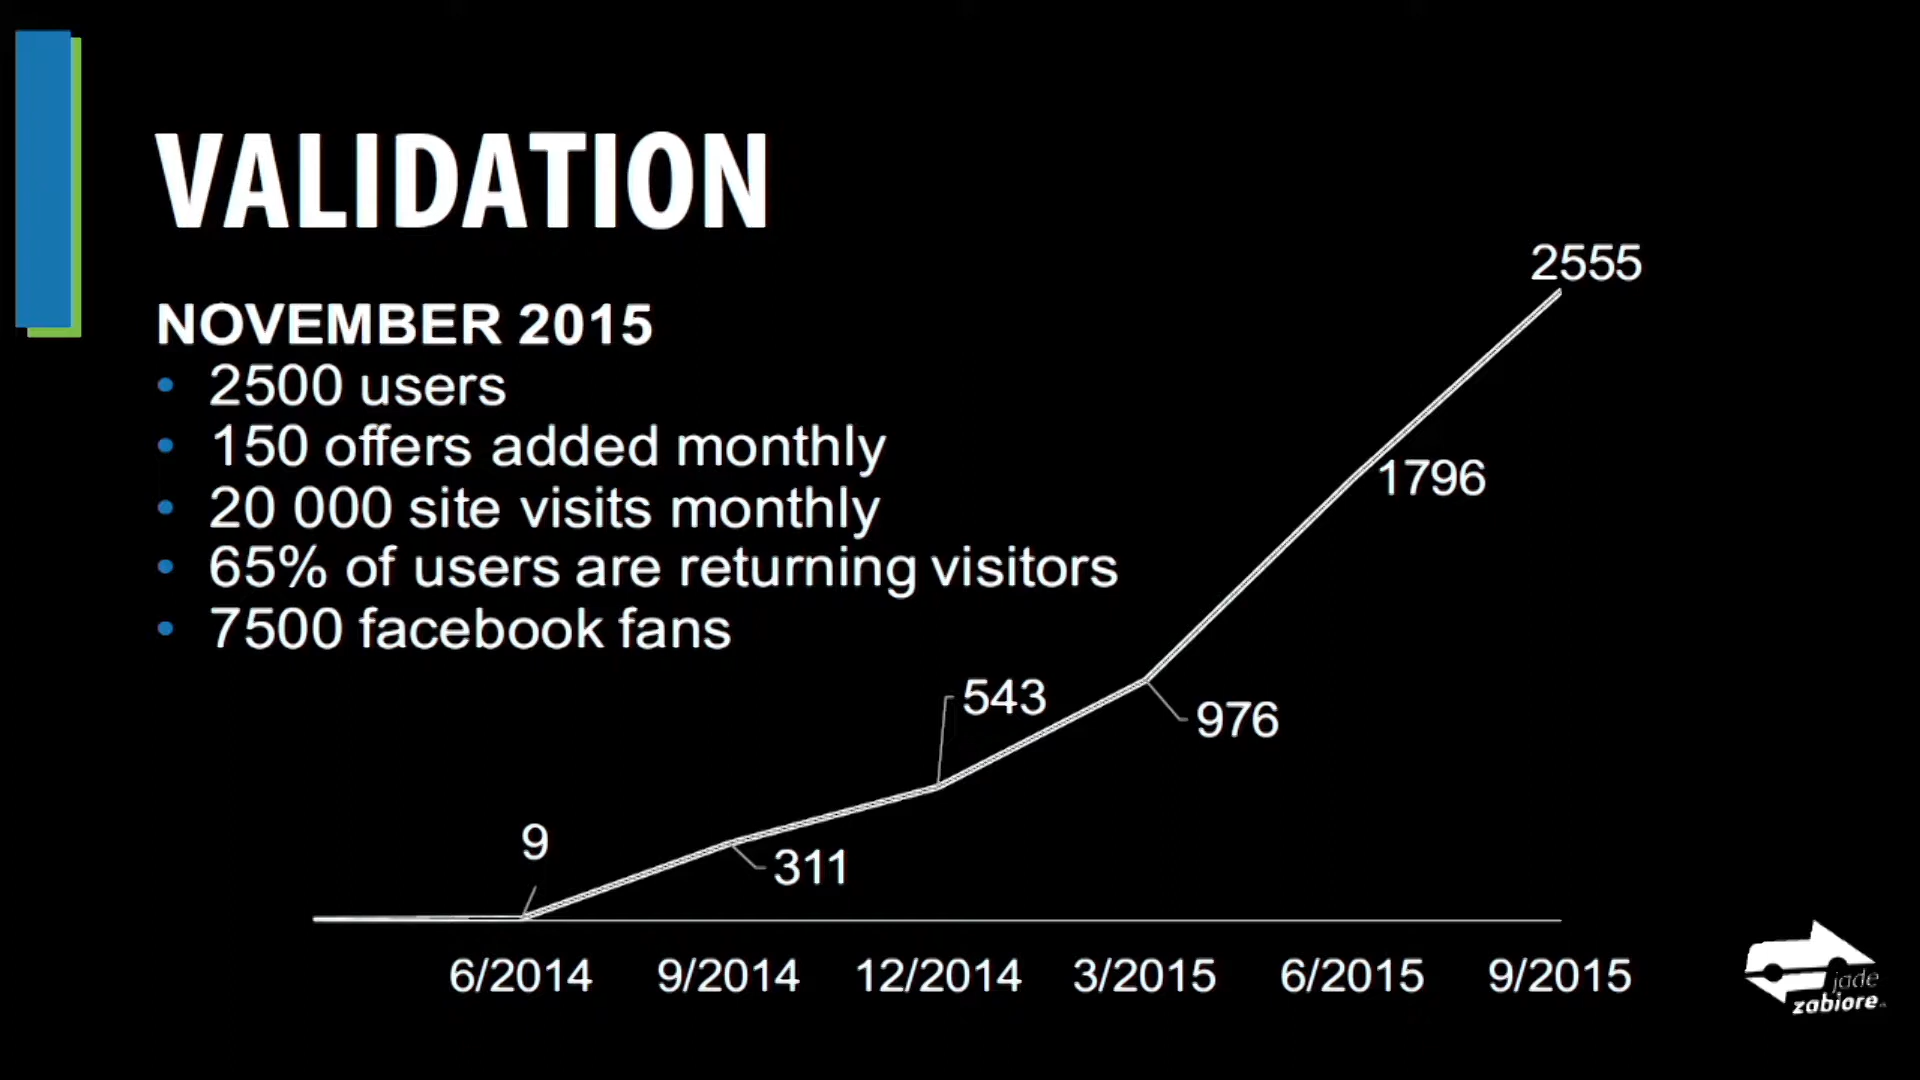 VALIDATION
NOVEMBER 2015
• 2500 users
• 150 offers added monthly
• 20 000 site visits monthly
• 65% of users are returning visitors
• 7500 facebook fans
2555
1796
976
543
311
9
6/2014 9/2014 12/2014 3/2015 6/2015 9/2015
jade
zabiore